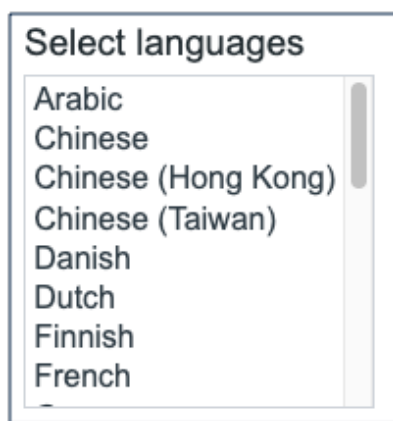 Select languages
Arabic
Chinese
Chinese (Hong Kong)
Chinese (Taiwan)
Danish
Dutch
Finnish
French